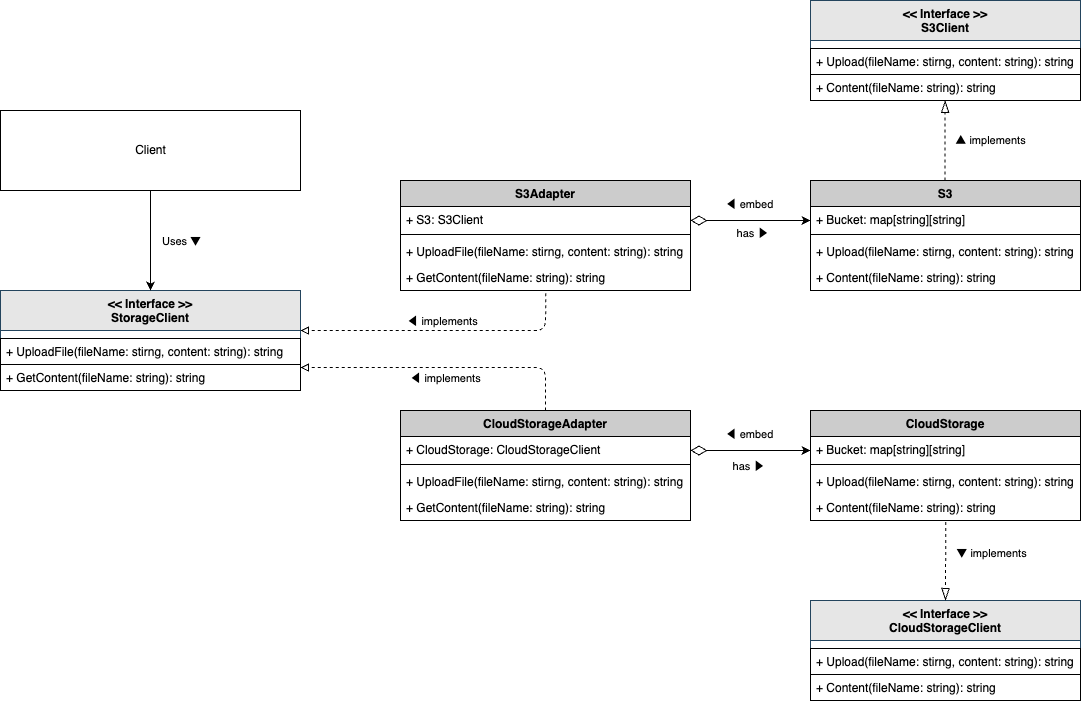 << Interface >>
S3Client
+ Upload(fileName: stirng, content: string): string
+ Content(fileName: string): string
▲ implements
Client
Uses ▼
S3Adapter
+ S3: S3Client
+ UploadFile(fileName: stirng, content: string): string
+ GetContent(fileName: string): string
◀ embed
has ▶
S3
+ Bucket: map[string][string]
+ Upload(fileName: stirng, content: string): string
+ Content(fileName: string): string
<< Interface >>
StorageClient
+ UploadFile(fileName: stirng, content: string): string
+ GetContent(fileName: string): string
◀ implements
◀ implements
CloudStorageAdapter
+ CloudStorage: CloudStorageClient
+ UploadFile(fileName: stirng, content: string): string
+ GetContent(fileName: string): string
◀ embed
has ▶
CloudStorage
+ Bucket: map[string][string]
+ Upload(fileName: stirng, content: string): string
+ Content(fileName: string): string
▼ implements
<< Interface >>
CloudStorageClient
+ Upload(fileName: stirng, content: string): string
+ Content(fileName: string): string